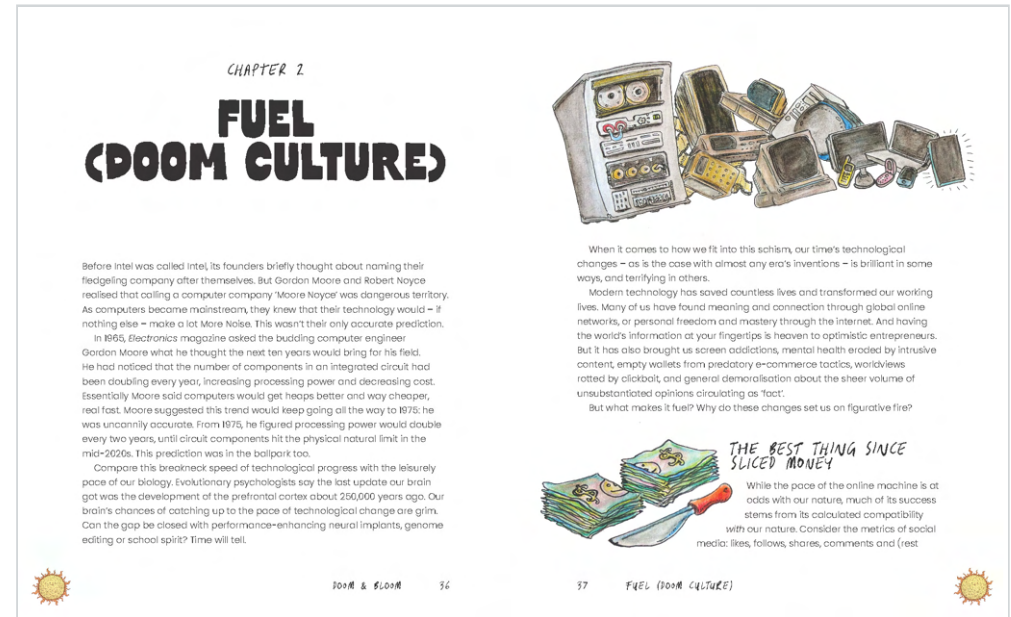 CHAPTER 2
FUEL
(DOOM CULTURE)
Before Intel was called Intel, its founders briefly thought about naming their
fledgeling company after themselves. But Gordon Moore and Robert Noyce
realised that calling a computer company ‘Moore Noyce’ was dangerous territory.
As computers became mainstream, they knew that their technology would – if
nothing else – make a lot More Noise. This wasn’t their only accurate prediction.
In 1965, Electronics magazine asked the budding computer engineer
Gordon Moore what he thought the next ten years would bring for his field.
He had noticed that the number of components in an integrated circuit had
been doubling every year, increasing processing power and decreasing cost.
Essentially Moore said computers would get heaps better and way cheaper,
real fast. Moore suggested this trend would keep going all the way to 1975: he
was uncannily accurate. From 1975, he figured processing power would double
every two years, until circuit components hit the physical natural limit in the
mid-2020s. This prediction was in the ballpark too.
Compare this breakneck speed of technological progress with the leisurely
pace of our biology. Evolutionary psychologists say the last update our brain
got was the development of the prefrontal cortex about 250,000 years ago. Our
brain’s chances of catching up to the pace of technological change are grim.
Can the gap be closed with performance-enhancing neural implants, genome
editing or school spirit? Time will tell.
DOOM & BLOOM 36
When it comes to how we fit into this schism, our time’s technological
changes – as is the case with almost any era’s inventions – is brilliant in some
ways, and terrifying in others.
Modern technology has saved countless lives and transformed our working
lives. Many of us have found meaning and connection through global online
networks, or personal freedom and mastery through the internet. And having
the world’s information at your fingertips is heaven to optimistic entrepreneurs.
But it has also brought us screen addictions, mental health eroded by intrusive
content, empty wallets from predatory e-commerce tactics, worldviews
rotted by clickbait, and general demoralisation about the sheer volume of
unsubstantiated opinions circulating as ‘fact’.
But what makes it fuel? Why do these changes set us on figurative fire?
THE BEST THING SINCE
SLICED MONEY
While the pace of the online machine is at
odds with our nature, much of its success
stems from its calculated compatibility
with our nature. Consider the metrics of social
media: likes, follows, shares, comments and (rest
37 FUEL (DOOM CULTURE)